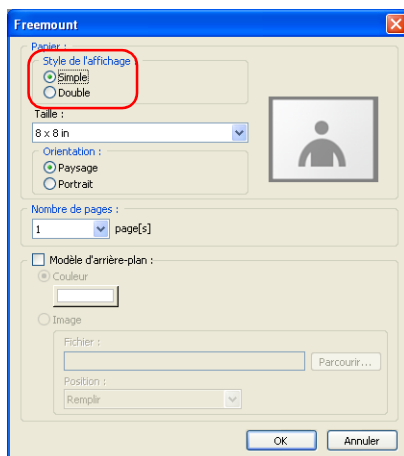 Freemount
Papier :
Style de l'affichage :
Simple
Double
Taille :
8 x 8 in
Orientation :
Paysage
Portrait
Nombre de pages :
1 page[s]
Modèle d'arrière-plan :
Couleur
Image
Fichier :
Parcourir...
Position :
Remplir
OK Annuler